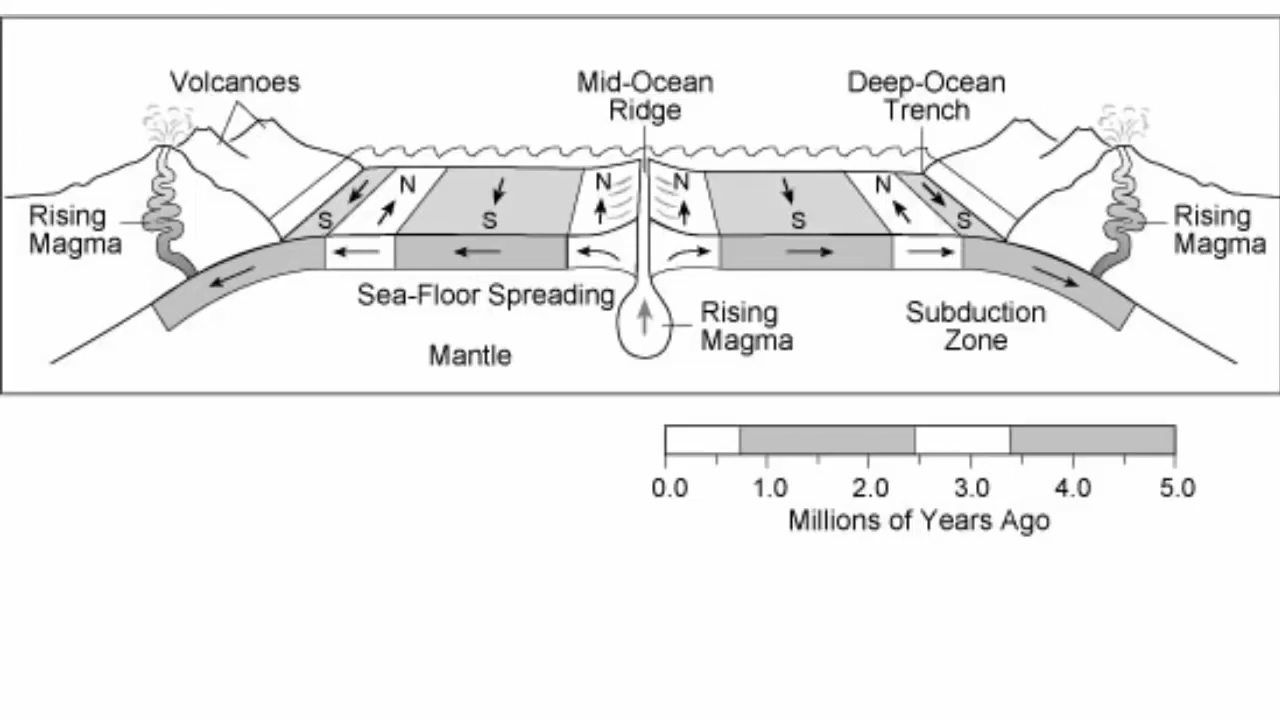 Volcanoes
Mid-Ocean
Ridge
Deep-Ocean
Trench
N
N
N
N
S
S
S
S
Rising
Magma
Rising
Magma
Sea-Floor Spreading
Rising
Magma
Subduction
Zone
Mantle
0.0 1.0 2.0 3.0 4.0 5.0
Millions of Years Ago